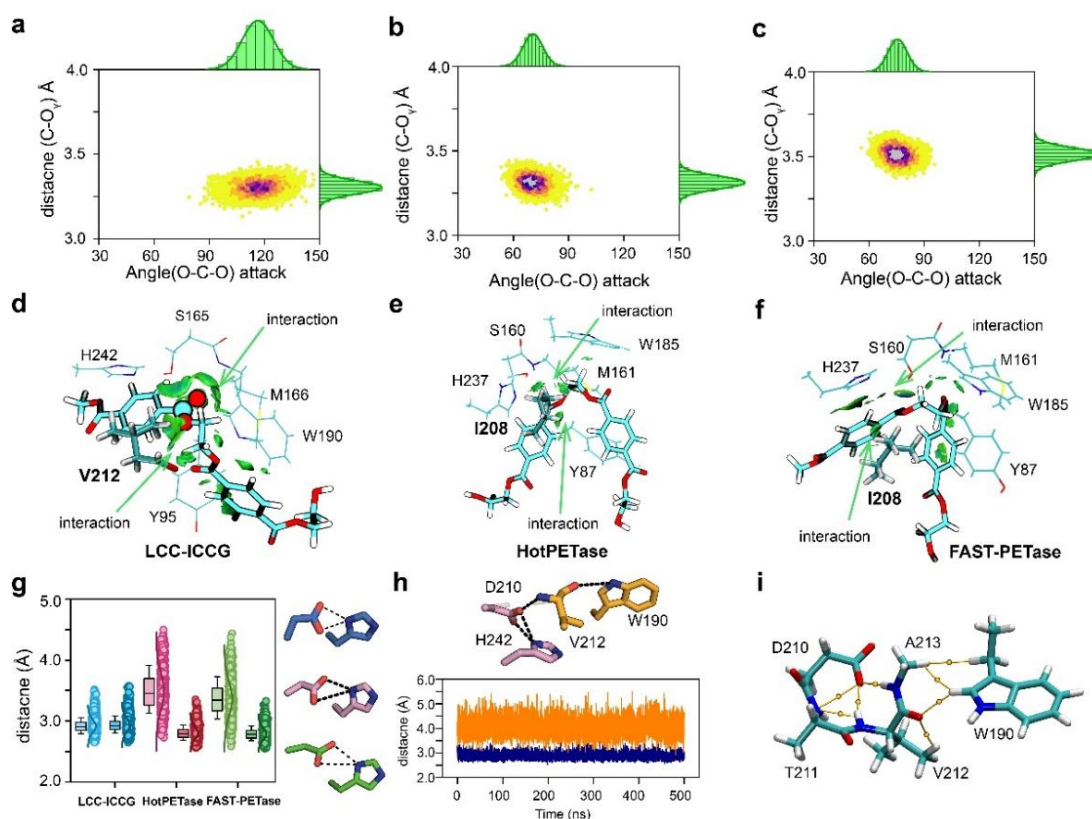 a
4.0
3.5
3.0
distacne (C-Oγ) Å
30 60 90 120 150
Angle(O-C-O) attack
b
4.0
3.5
3.0
distacne (C-Oγ) Å
30 60 90 120 150
Angle(O-C-O) attack
c
4.0
3.5
3.0
distacne (C-Oγ) Å
30 60 90 120 150
Angle(O-C-O) attack
d
S165
interaction
H242
M166
W190
V212
interaction
Y95
LCC-ICCG
e
interaction
S160
W185
H237
M161
I208
Y87
interaction
HotPETase
f
interaction
S160
H237
M161
W185
Y87
I208
interaction
FAST-PETase
g
5.0
4.0
3.0
2.0
distacne (Å)
LCC-ICCG HotPETase FAST-PETase
h
D210
W190
V212
H242
6.0
5.0
4.0
3.0
2.0
distacne (Å)
0 100 200 300 400 500
Time (ns)
i
D210
A213
W190
T211
V212